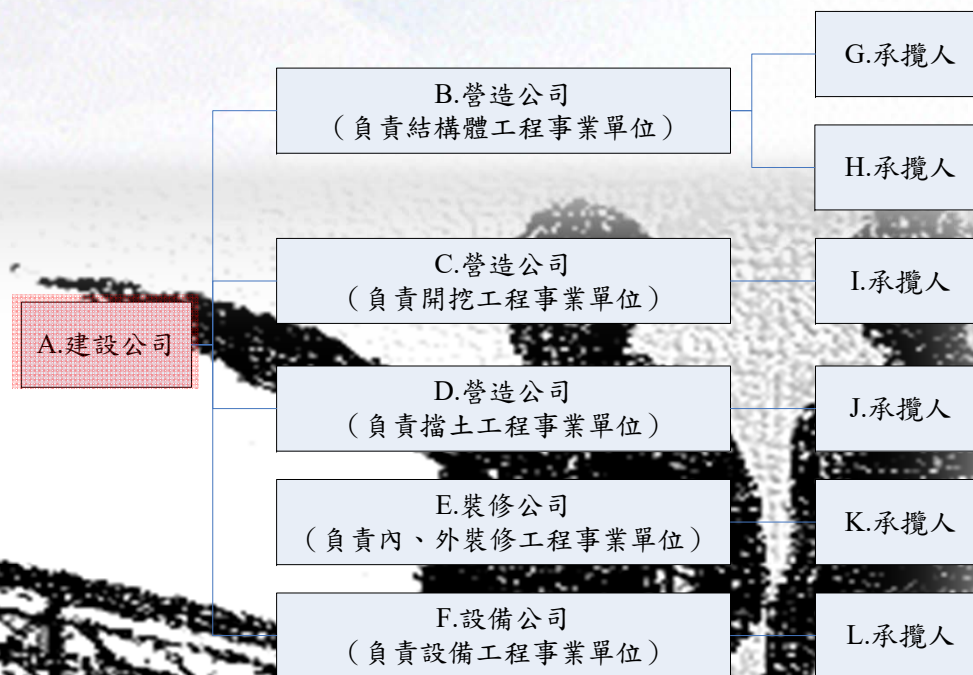 A.建設公司
B.營造公司
（負責結構體工程事業單位）
C.營造公司
（負責開挖工程事業單位）
D.營造公司
（負責擋土工程事業單位）
E.裝修公司
（負責內、外裝修工程事業單位）
F.設備公司
（負責設備工程事業單位）
G.承攬人
H.承攬人
I.承攬人
J.承攬人
K.承攬人
L.承攬人